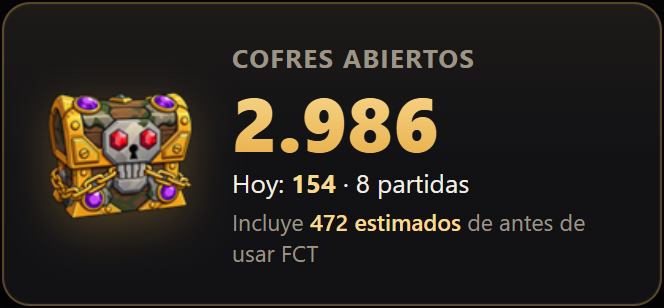 COFRES ABIERTOS
2.986
Hoy: 154 · 8 partidas
Incluye 472 estimados de antes de
usar FCT